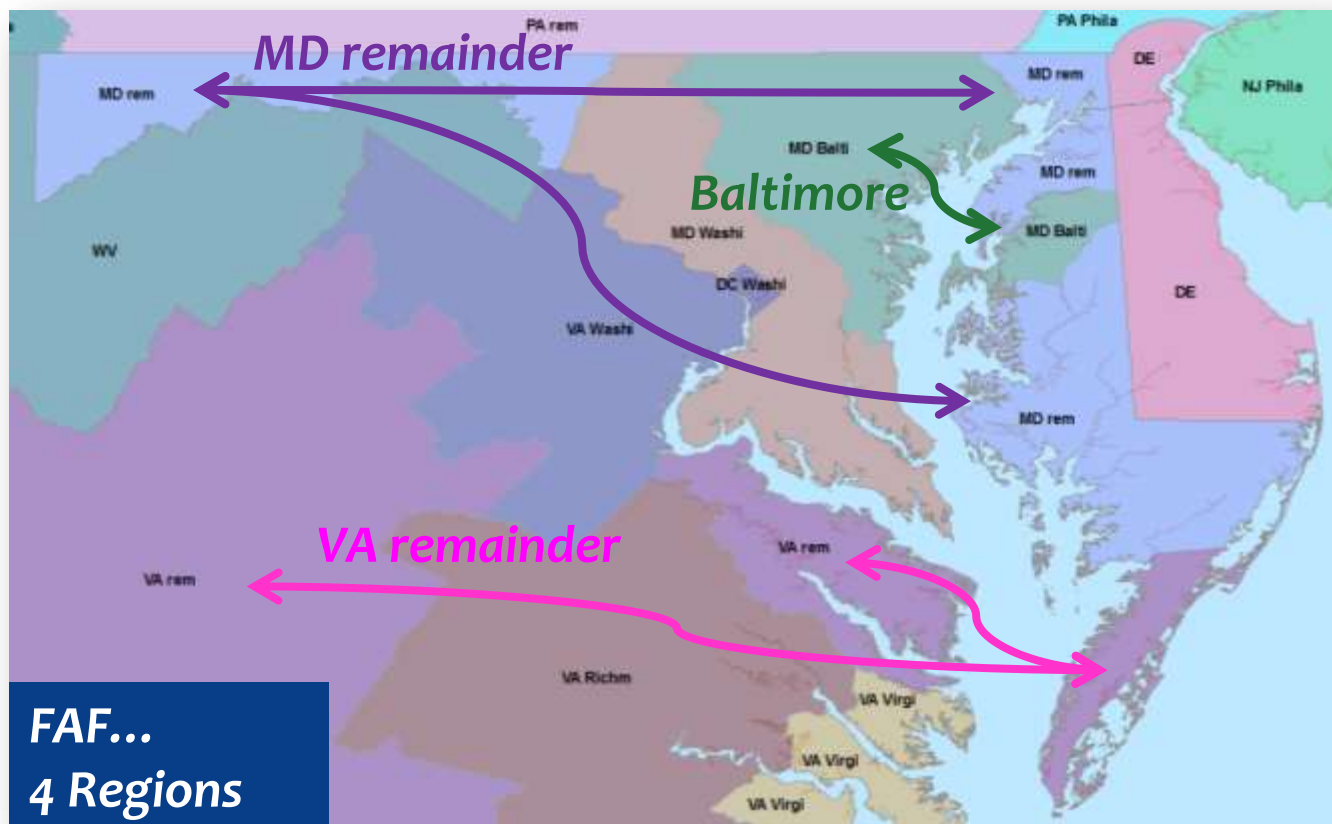 PA rem
PA Phila
MD remainder
DE
MD rem
MD rem
NJ Phila
MD Balti
MD rem
Baltimore
MD Washi
MD Balti
WV
DC Washi
DE
VA Washi
MD rem
VA remainder
VA rem
VA rem
VA Richm
VA Virgi
FAF...
VA Virgi
4 Regions
VA Virgi